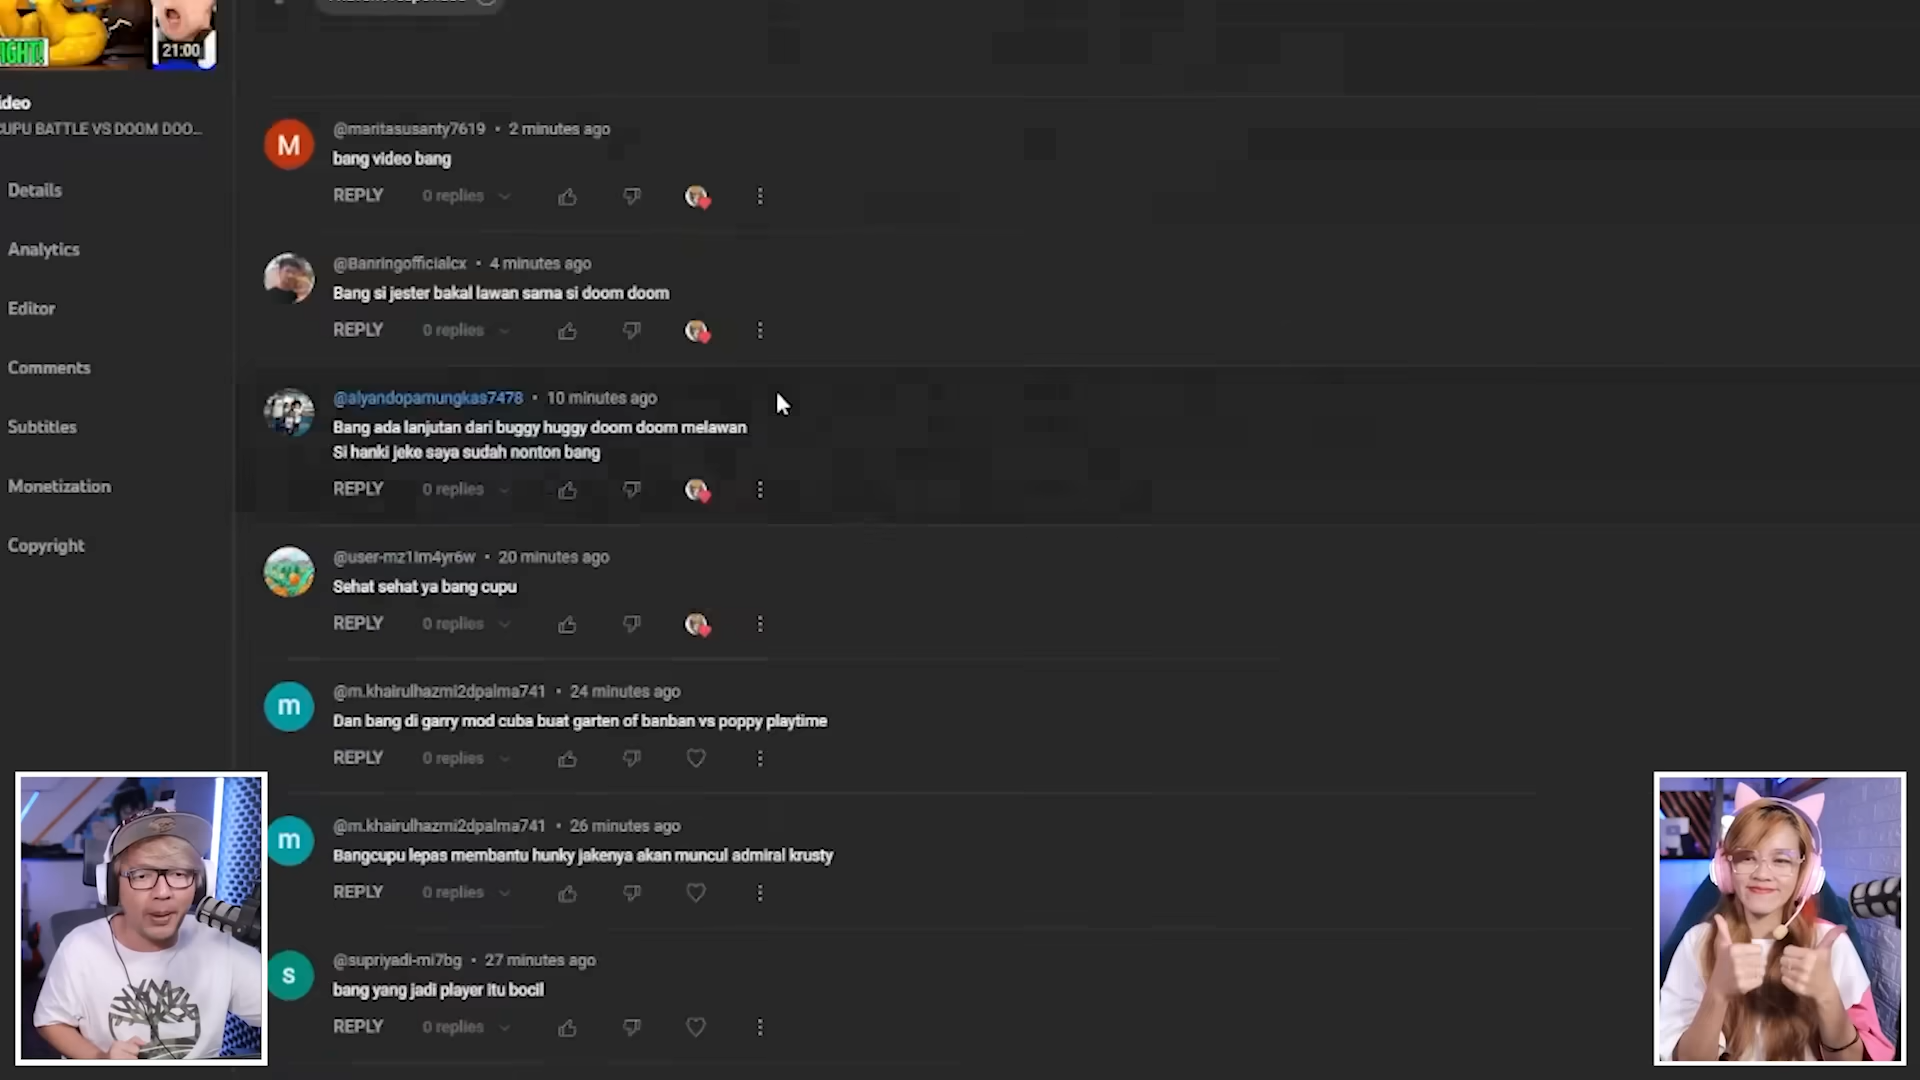 IGHT!
21:00
ideo
CUPU BATTLE VS DOOM DOO...
Details
Analytics
Editor
Comments
Subtitles
Monetization
Copyright
@maritasusanty7619 • 2 minutes ago
bang video bang
REPLY 0 replies
@Banringofficialcx • 4 minutes ago
Bang si jester bakal lawan sama si doom doom
REPLY 0 replies
@alyandopamungkas7478 • 10 minutes ago
Bang ada lanjutan dari buggy huggy doom doom melawan
Si hanki jeke saya sudah nonton bang
REPLY 0 replies
@user-mz1lm4yr6w • 20 minutes ago
Sehat sehat ya bang cupu
REPLY 0 replies
m
@m.khairulhazmi2dpalma741 • 24 minutes ago
Dan bang di garry mod cuba buat garten of banban vs poppy playtime
REPLY 0 replies
m
@m.khairulhazmi2dpalma741 • 26 minutes ago
Bangcupu lepas membantu hunky jakenya akan muncul admiral krusty
REPLY 0 replies
s
@supriyadi-mi7bg • 27 minutes ago
bang yang jadi player itu bocil
REPLY 0 replies